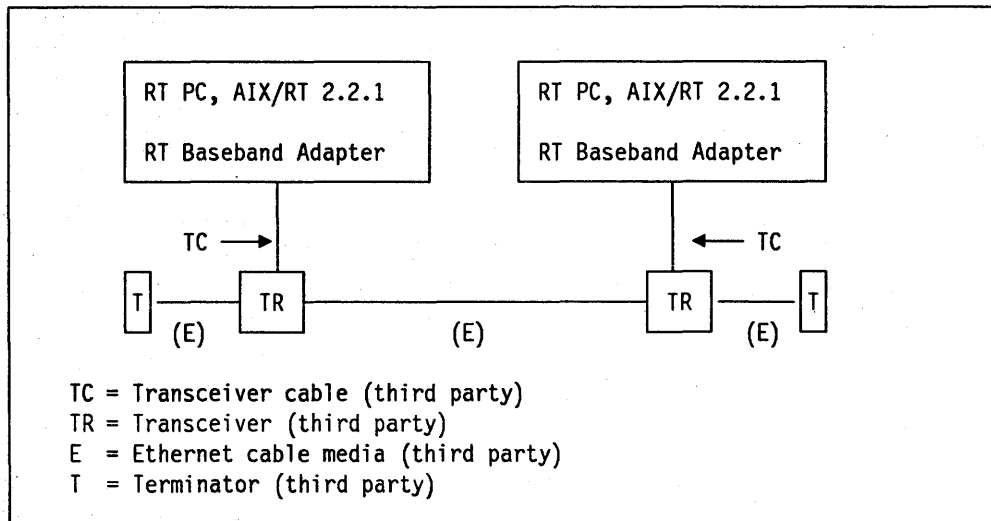 RT PC, AIX/RT 2.2.1
RT Baseband Adapter
RT PC, AIX/RT 2.2.1
RT Baseband Adapter
TC
TC
T
TR
TR
T
(E)
(E)
(E)
TC = Transceiver cable (third party)
TR = Transceiver (third party)
E = Ethernet cable media (third party)
T = Terminator (third party)